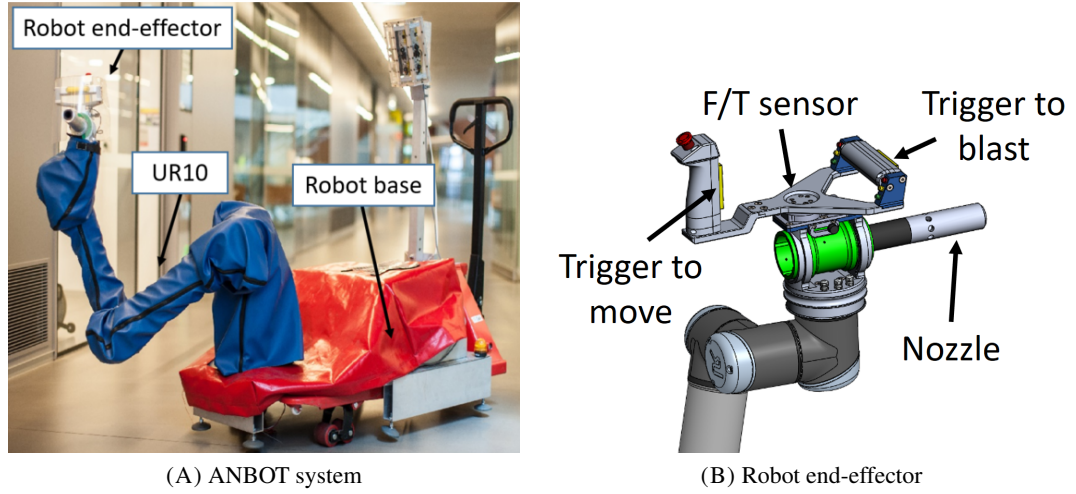 Robot end-effector
UR10
Robot base
(A) ANBOT system
F/T sensor
Trigger to
blast
Trigger to
move
Nozzle
(B) Robot end-effector